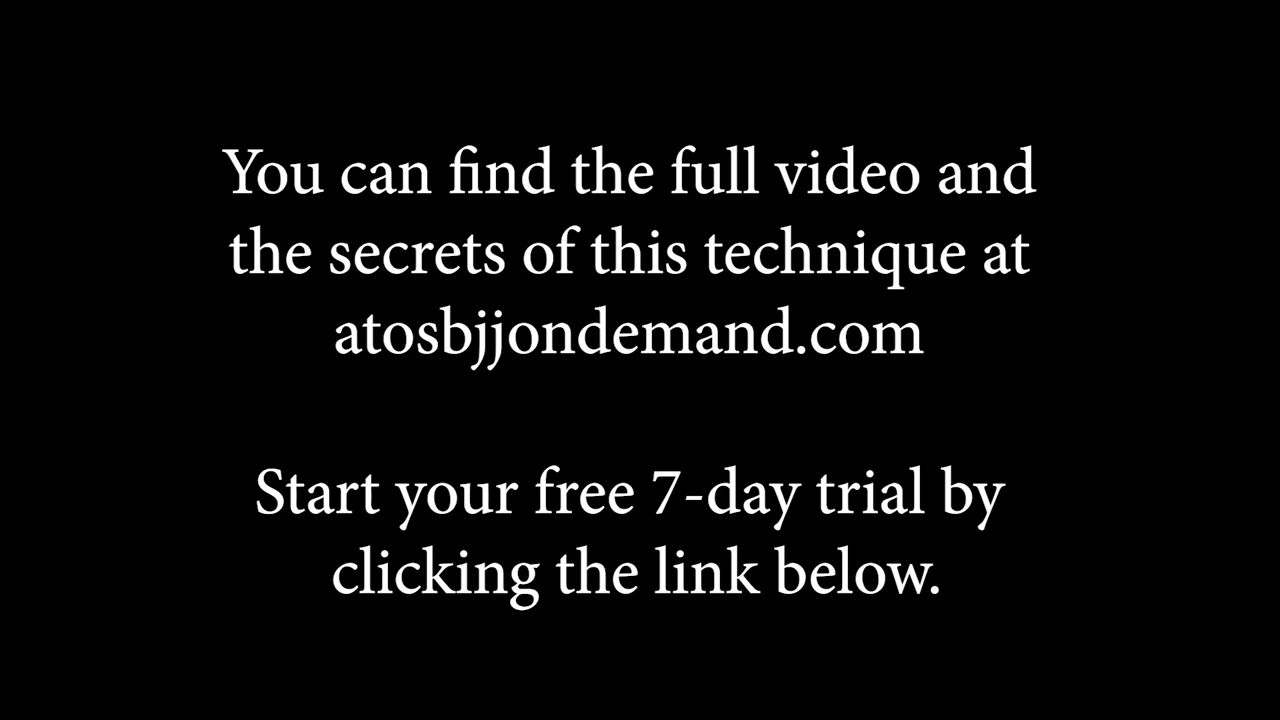 You can find the full video and
the secrets of this technique at
atosbjjondemand.com
Start your free 7-day trial by
clicking the link below.